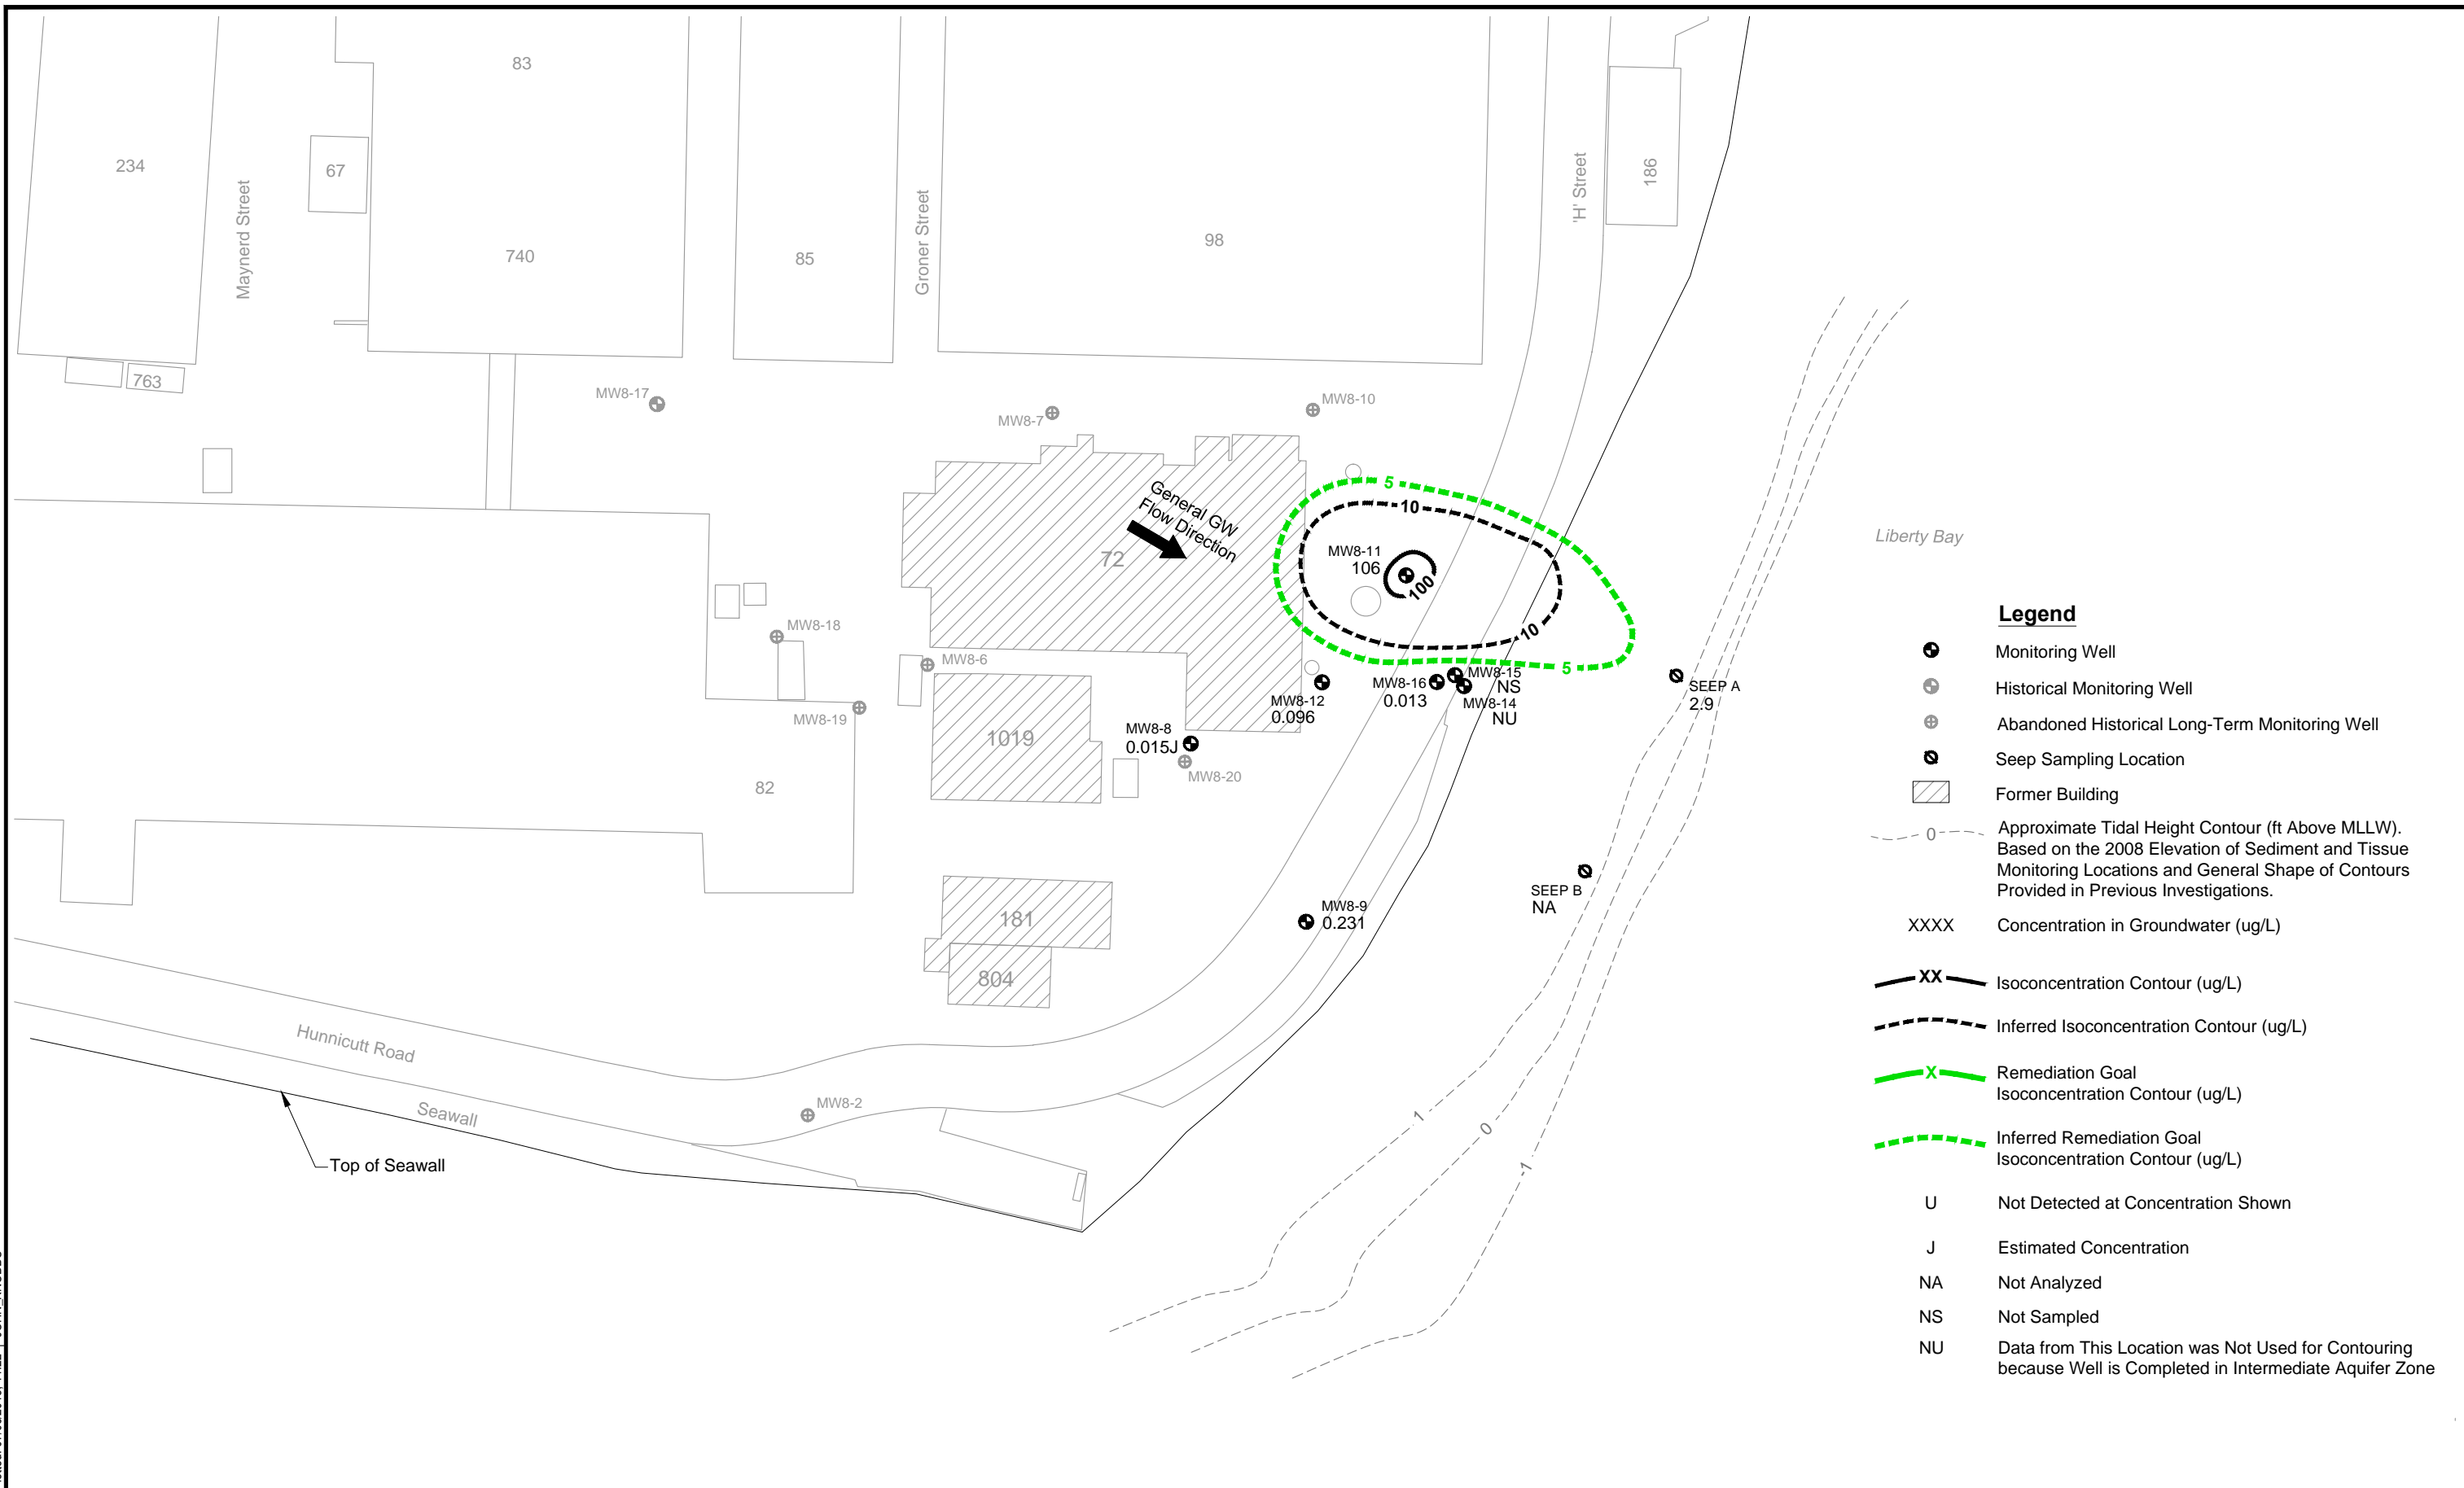 83
234
67
Maynerd Street
740
85
Groner Street
98
'H' Street
186
763
MW8-17
MW8-7
MW8-10
General GW
Flow Direction
72
5
10
MW8-11
106
100
10
5
Liberty Bay
MW8-18
MW8-6
MW8-19
1019
82
MW8-8
0.015J
MW8-20
MW8-12
0.096
MW8-16
0.013
MW8-15
NS
MW8-14
NU
SEEP A
2.9
SEEP B
NA
MW8-9
0.231
181
804
Hunnicutt Road
Seawall
MW8-2
Top of Seawall
1
0
-1
Legend
Monitoring Well
Historical Monitoring Well
Abandoned Historical Long-Term Monitoring Well
Seep Sampling Location
Former Building
0 Approximate Tidal Height Contour (ft Above MLLW).
Based on the 2008 Elevation of Sediment and Tissue
Monitoring Locations and General Shape of Contours
Provided in Previous Investigations.
XXXX Concentration in Groundwater (ug/L)
XX Isoconcentration Contour (ug/L)
Inferred Isoconcentration Contour (ug/L)
X Remediation Goal
Isoconcentration Contour (ug/L)
Inferred Remediation Goal
Isoconcentration Contour (ug/L)
U Not Detected at Concentration Shown
J Estimated Concentration
NA Not Analyzed
NS Not Sampled
NU Data from This Location was Not Used for Contouring
because Well is Completed in Intermediate Aquifer Zone